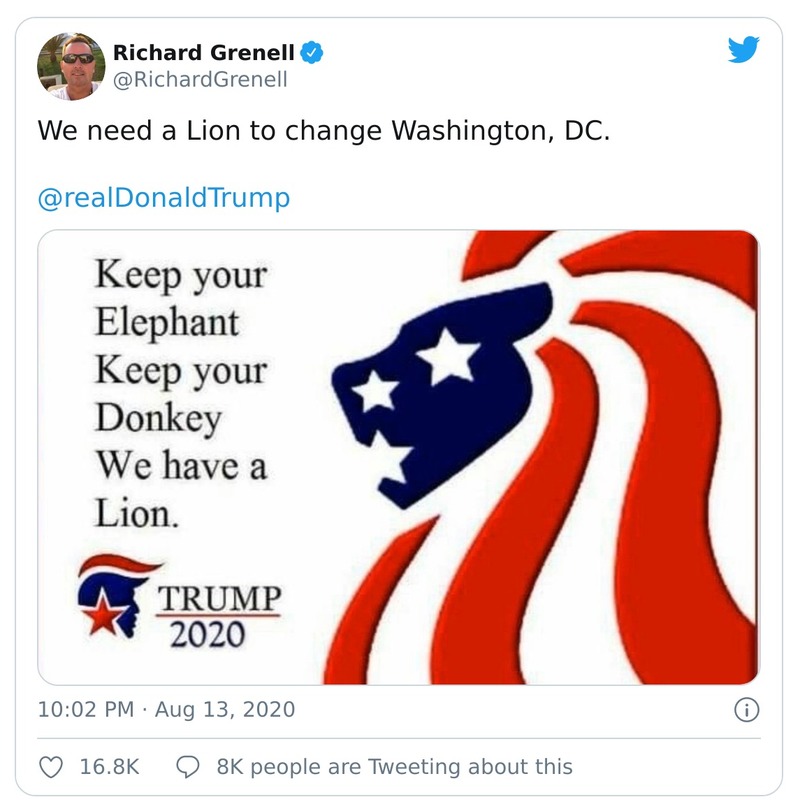 Richard Grenell
@RichardGrenell
We need a Lion to change Washington, DC.
@realDonaldTrump
Keep your
Elephant
Keep your
Donkey
We have a
Lion.
TRUMP
2020
10:02 PM · Aug 13, 2020
16.8K 8K people are Tweeting about this